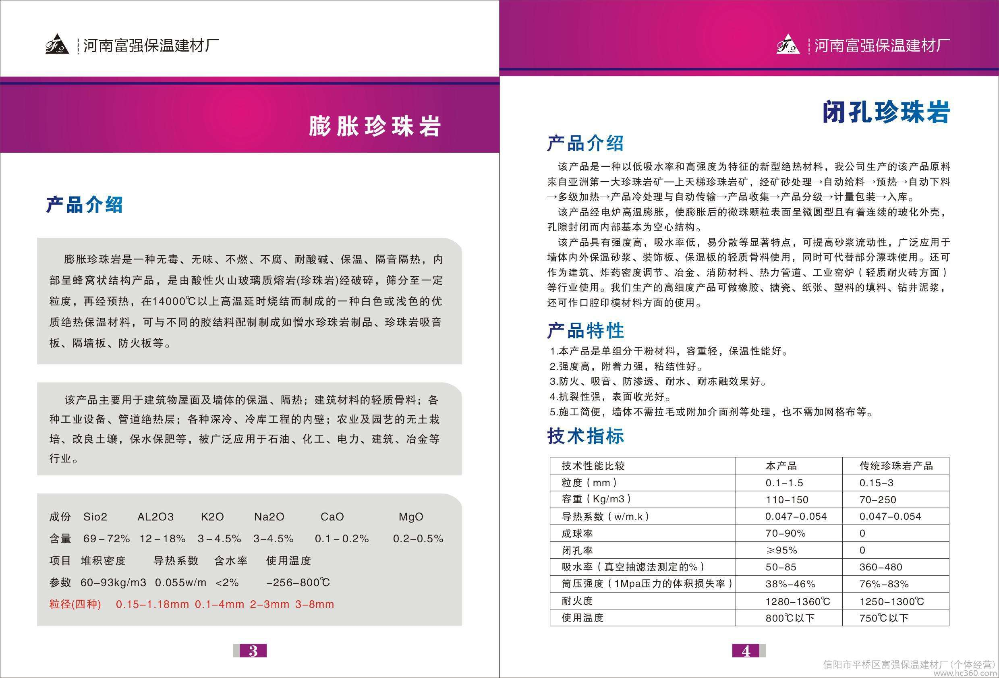 河南富强保温建材厂
膨胀珍珠岩
产品介绍
膨胀珍珠岩是一种无毒、无味、不燃、不腐、耐酸碱、保温、隔音隔热，内
部呈蜂窝状结构产品，是由酸性火山玻璃质熔岩(珍珠岩)经破碎，筛分至一定
粒度，再经预热，在14000℃以上高温延时烧结而制成的一种白色或浅色的优
质绝热保温材料，可与不同的胶结料配制制成如憎水珍珠岩制品、珍珠岩吸音
板、隔墙板、防火板等。
该产品主要用于建筑物屋面及墙体的保温、隔热；建筑材料的轻质骨料；各
种工业设备、管道绝热层；各种深冷、冷库工程的内壁；农业及园艺的无土栽
培、改良土壤，保水保肥等，被广泛应用于石油、化工、电力、建筑、冶金等
行业。
成份 Sio2 AL2O3 K2O Na2O CaO MgO
含量 69-72% 12-18% 3-4.5% 3-4.5% 0.1-0.2% 0.2-0.5%
项目 堆积密度 导热系数 含水率 使用温度
参数 60-93kg/m3 0.055w/m <2% -256-800℃
粒径(四种) 0.15-1.18mm 0.1-4mm 2-3mm 3-8mm
3
河南富强保温建材厂
闭孔珍珠岩
产品介绍
该产品是一种以低吸水率和高强度为特征的新型绝热材料，我公司生产的该产品原料
来自亚洲第一大珍珠岩矿—上天梯珍珠岩矿，经矿砂处理→自动给料→预热→自动下料
→多级加热→产品冷处理与自动传输→产品收集→产品分级→计量包装→入库。
该产品经电炉高温膨胀，使膨胀后的微珠颗粒表面呈微圆型且有着连续的玻化外壳，
孔隙封闭而内部基本为空心结构。
该产品具有强度高，吸水率低，易分散等显著特点，可提高砂浆流动性，广泛应用于
墙体内外保温砂浆、装饰板、保温板的轻质骨料使用，同时可代替部分漂珠使用。还可
作为建筑、炸药密度调节、冶金、消防材料、热力管道、工业窑炉（轻质耐火砖方面）
等行业使用。我们生产的高细度产品可做橡胶、搪瓷、纸张、塑料的填料、钻井泥浆，
还可作口腔印模材料方面的使用。
产品特性
1.本产品是单组分干粉材料，容重轻，保温性能好。
2.强度高，附着力强，粘结性好。
3.防火、吸音、防渗透、耐水、耐冻融效果好。
4.抗裂性强，表面收光好。
5.施工简便，墙体不需拉毛或附加介面剂等处理，也不需加网格布等。
技术指标
技术性能比较 本产品 传统珍珠岩产品
粒度（mm） 0.1-1.5 0.15-3
容重（Kg/m3） 110-150 70-250
导热系数（w/m.k） 0.047-0.054 0.047-0.054
成球率 70-90% 0
闭孔率 ≥95% 0
吸水率（真空抽滤法测定的%） 50-85 360-480
筒压强度（1Mpa压力的体积损失率） 38%-46% 76%-83%
耐火度 1280-1360℃ 1250-1300℃
使用温度 800℃以下 750℃以下
4
信阳市平桥区富强保温建材厂(个体经营)
www.hc360.com